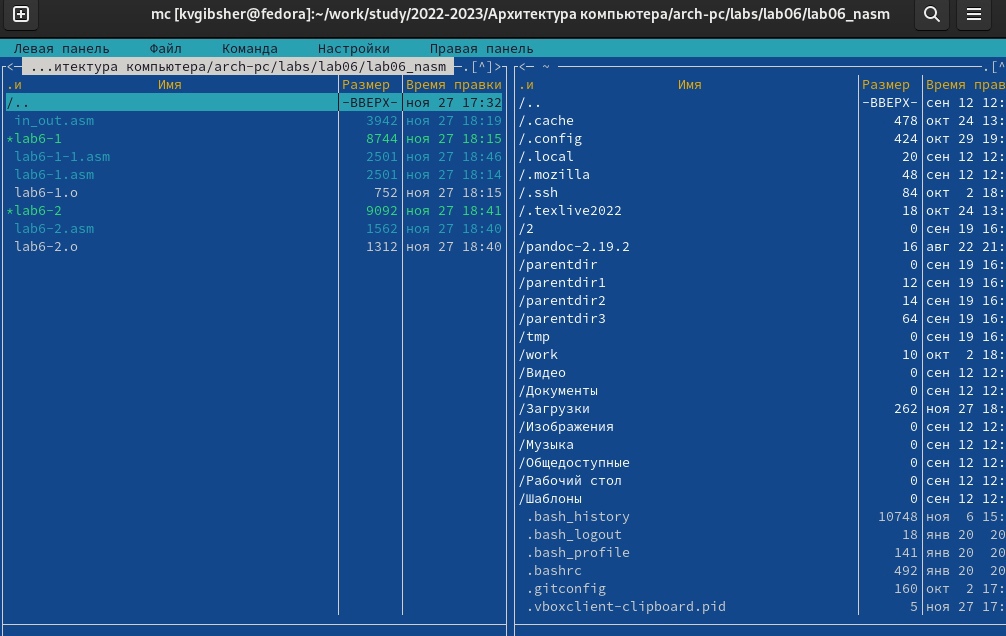 mc [kvgibsher@fedora]:~/work/study/2022-2023/Архитектура компьютера/arch-pc/labs/lab06/lab06_nasm
Левая панель Файл Команда Настройки Правая панель
<─ ...итектура компьютера/arch-pc/labs/lab06/lab06_nasm ─.[^]>
.и Имя Размер Время правки
/.. -ВВЕРХ- ноя 27 17:32
in_out.asm 3942 ноя 27 18:19
*lab6-1 8744 ноя 27 18:15
lab6-1-1.asm 2501 ноя 27 18:46
lab6-1.asm 2501 ноя 27 18:14
lab6-1.o 752 ноя 27 18:15
*lab6-2 9092 ноя 27 18:41
lab6-2.asm 1562 ноя 27 18:40
lab6-2.o 1312 ноя 27 18:40
<─ ~ ─.[^
.и Имя Размер Время прав
/.. -ВВЕРХ- сен 12 12:
/.cache 478 окт 24 13:
/.config 424 окт 29 19:
/.local 20 сен 12 12:
/.mozilla 48 сен 12 12:
/.ssh 84 окт 2 18:
/.texlive2022 18 окт 24 13:
/2 0 сен 19 16:
/pandoc-2.19.2 16 авг 22 21:
/parentdir 0 сен 19 16:
/parentdir1 12 сен 19 16:
/parentdir2 14 сен 19 16:
/parentdir3 64 сен 19 16:
/tmp 0 сен 19 16:
/work 10 окт 2 18:
/Видео 0 сен 12 12:
/Документы 0 сен 12 12:
/Загрузки 262 ноя 27 18:
/Изображения 0 сен 12 12:
/Музыка 0 сен 12 12:
/Общедоступные 0 сен 12 12:
/Рабочий стол 0 сен 12 12:
/Шаблоны 0 сен 12 12:
.bash_history 10748 ноя 6 15:
.bash_logout 18 янв 20 20
.bash_profile 141 янв 20 20
.bashrc 492 янв 20 20
.gitconfig 160 окт 2 17:
.vboxclient-clipboard.pid 5 ноя 27 17: